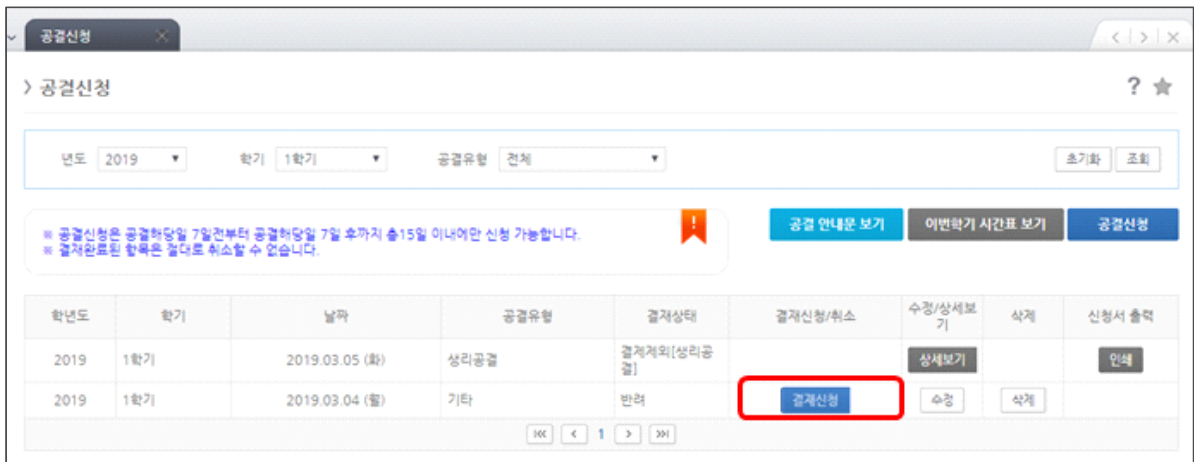 공결신청
공결신청
년도 2019 학기 1학기 공결유형 전체 초기화 조회
※ 공결신청은 공결해당일 7일전부터 공결해당일 7일 후까지 총15일 이내에만 신청 가능합니다.
※ 결재완료된 항목은 절대로 취소할 수 없습니다.
공결 안내문 보기 이번학기 시간표 보기 공결신청
학년도 학기 날짜 공결유형 결재상태 결재신청/취소 수정/상세보
기 삭제 신청서 출력
2019 1학기 2019.03.05 (화) 생리공결 결제제외[생리공
결] 상세보기 인쇄
2019 1학기 2019.03.04 (월) 기타 반려 결재신청 수정 삭제
1